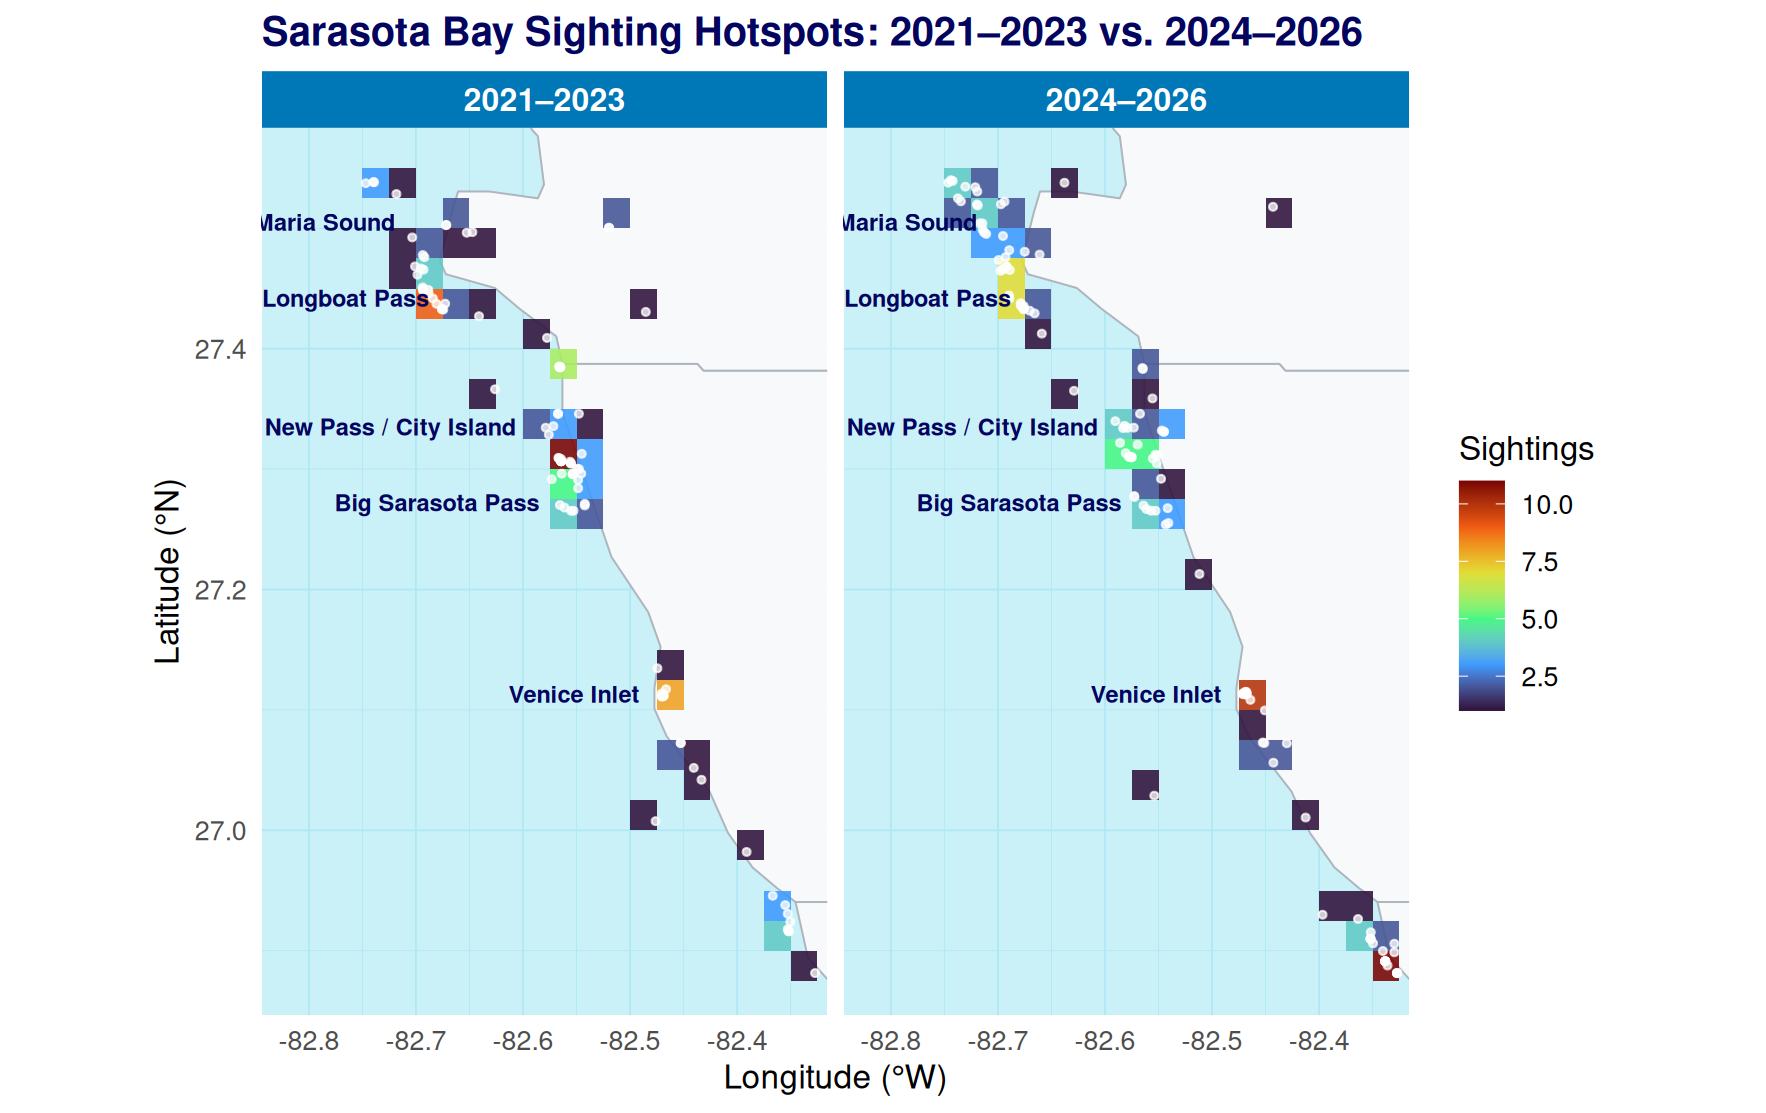 Sarasota Bay Sighting Hotspots: 2021–2023 vs. 2024–2026
2021–2023
2024–2026
Maria Sound
Longboat Pass
New Pass / City Island
Big Sarasota Pass
Venice Inlet
Maria Sound
Longboat Pass
New Pass / City Island
Big Sarasota Pass
Venice Inlet
Latitude (°N)
27.4
27.2
27.0
-82.8 -82.7 -82.6 -82.5 -82.4
-82.8 -82.7 -82.6 -82.5 -82.4
Longitude (°W)
Sightings
10.0
7.5
5.0
2.5